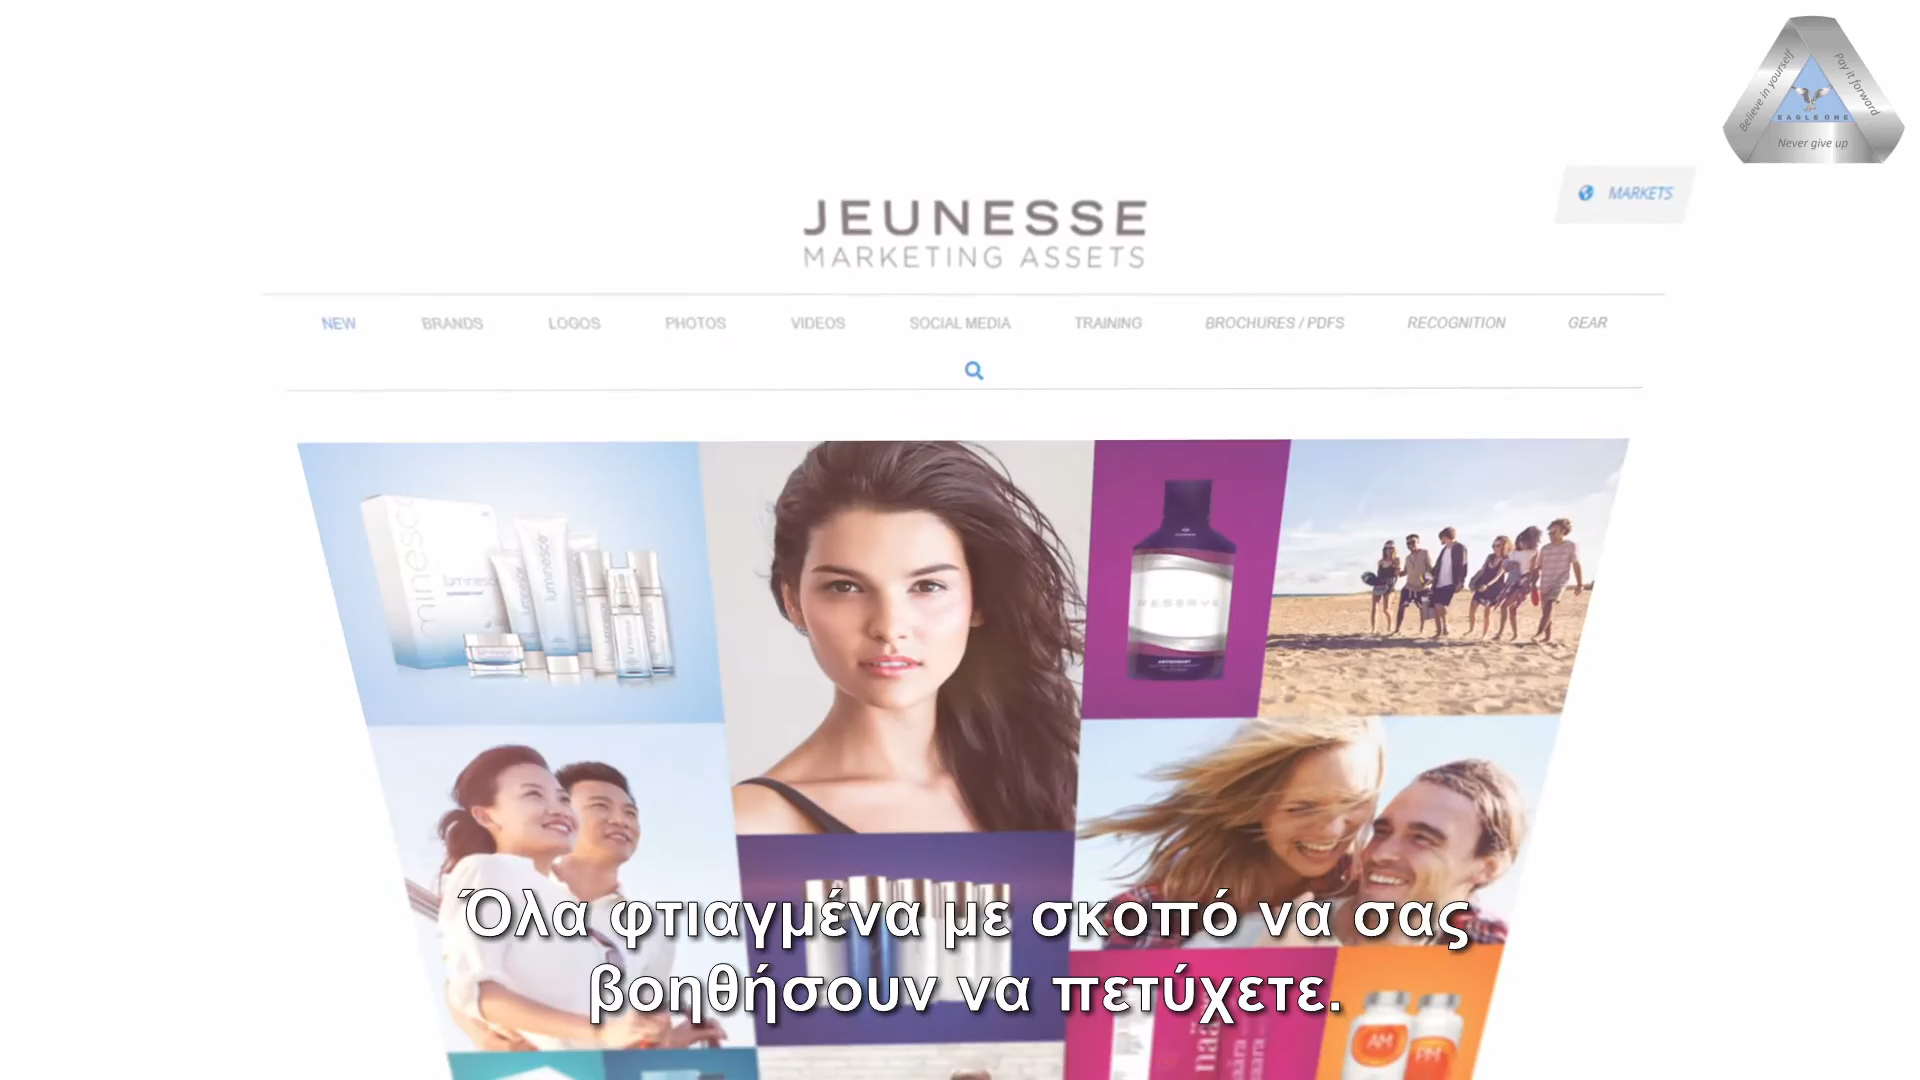 Believe in yourself
Pay it forward
EAGLE ONE
Never give up
MARKETS
JEUNESSE
MARKETING ASSETS
NEW BRANDS LOGOS PHOTOS VIDEOS SOCIAL MEDIA TRAINING BROCHURES / PDFS RECOGNITION GEAR
luminesce
RESERVE
AM
PM
Όλα φτιαγμένα με σκοπό να σας
βοηθήσουν να πετύχετε.